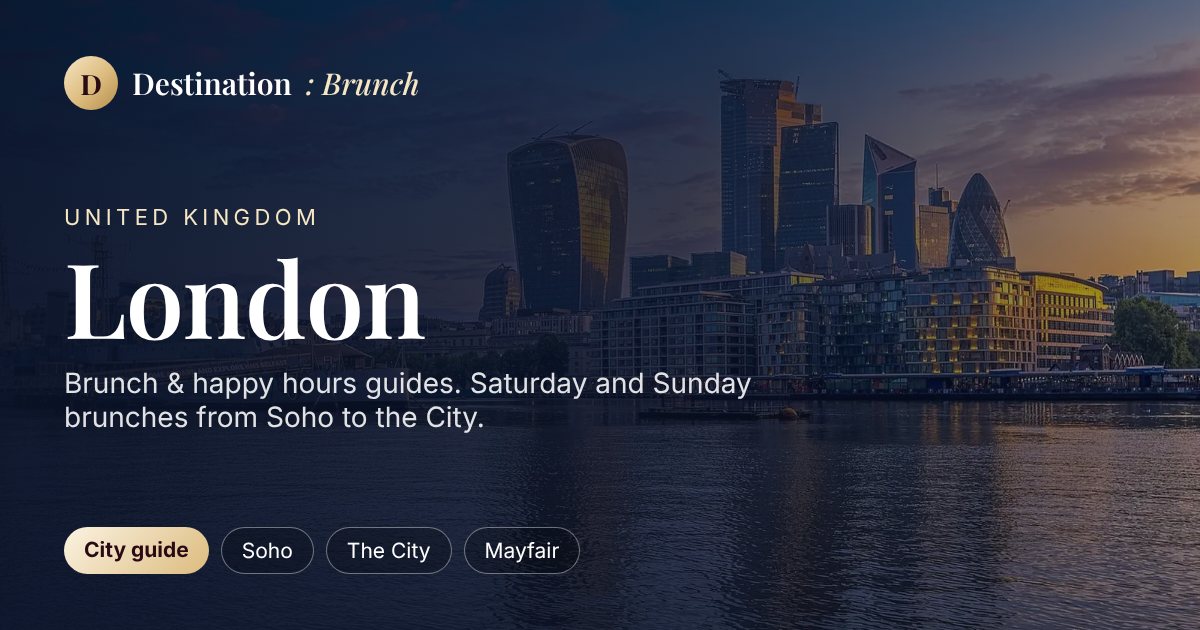 D Destination : Brunch
UNITED KINGDOM
London
Brunch & happy hours guides. Saturday and Sunday
brunches from Soho to the City.
City guide Soho The City Mayfair